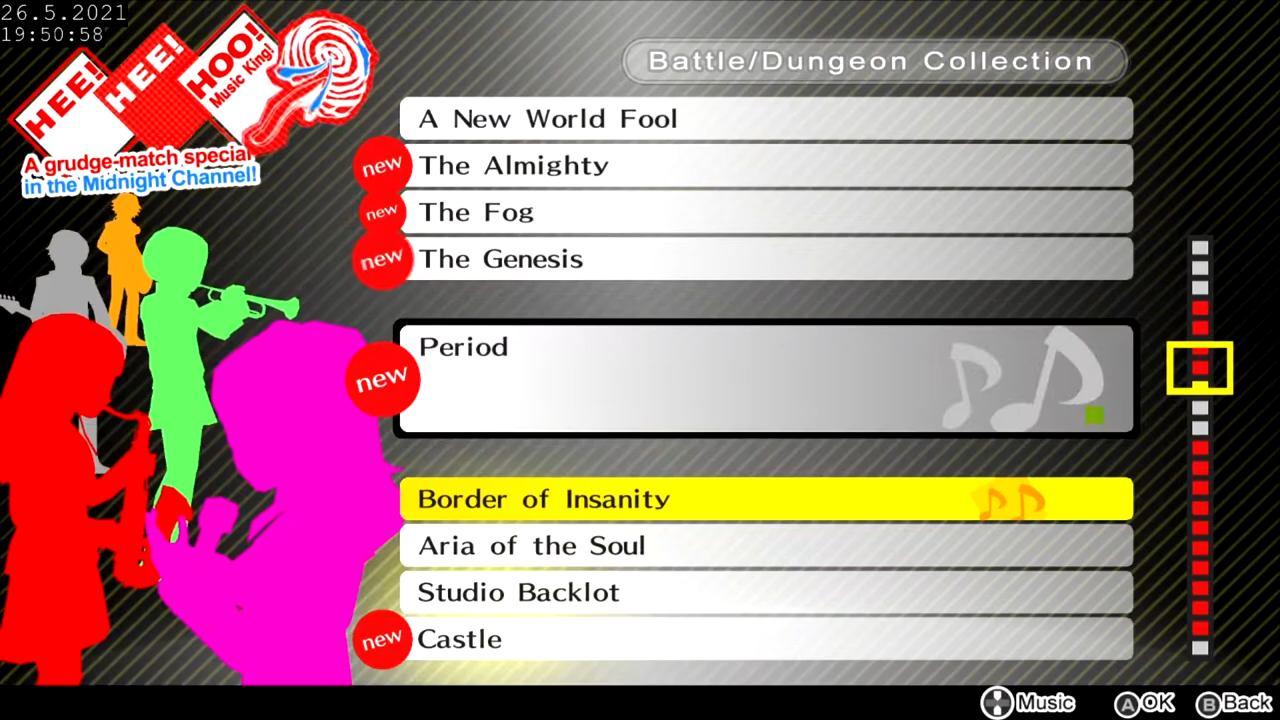 26.5.2021
19:50:58
HEE!
HEE!
HOO!
Music King!
A grudge-match special
in the Midnight Channel!
Battle/Dungeon Collection
A New World Fool
new The Almighty
new The Fog
new The Genesis
new Period
Border of Insanity
Aria of the Soul
Studio Backlot
new Castle
Music A OK B Back